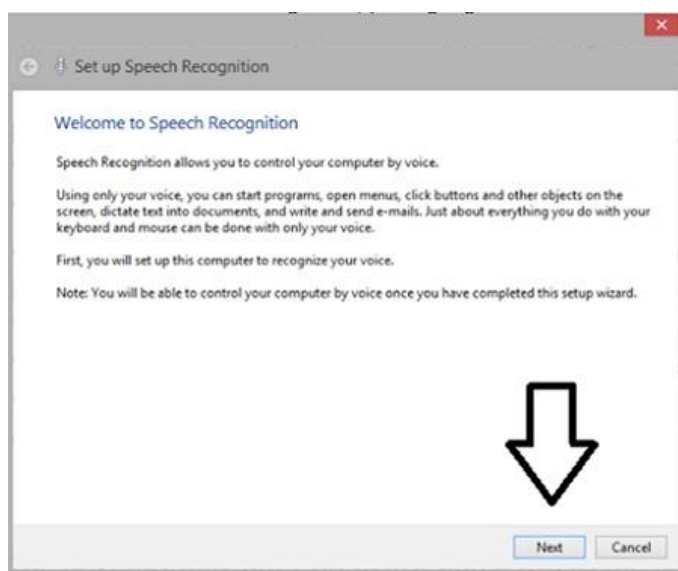 Set up Speech Recognition
Welcome to Speech Recognition
Speech Recognition allows you to control your computer by voice.
Using only your voice, you can start programs, open menus, click buttons and other objects on the
screen, dictate text into documents, and write and send e-mails. Just about everything you do with your
keyboard and mouse can be done with only your voice.
First, you will set up this computer to recognize your voice.
Note: You will be able to control your computer by voice once you have completed this setup wizard.
Next Cancel